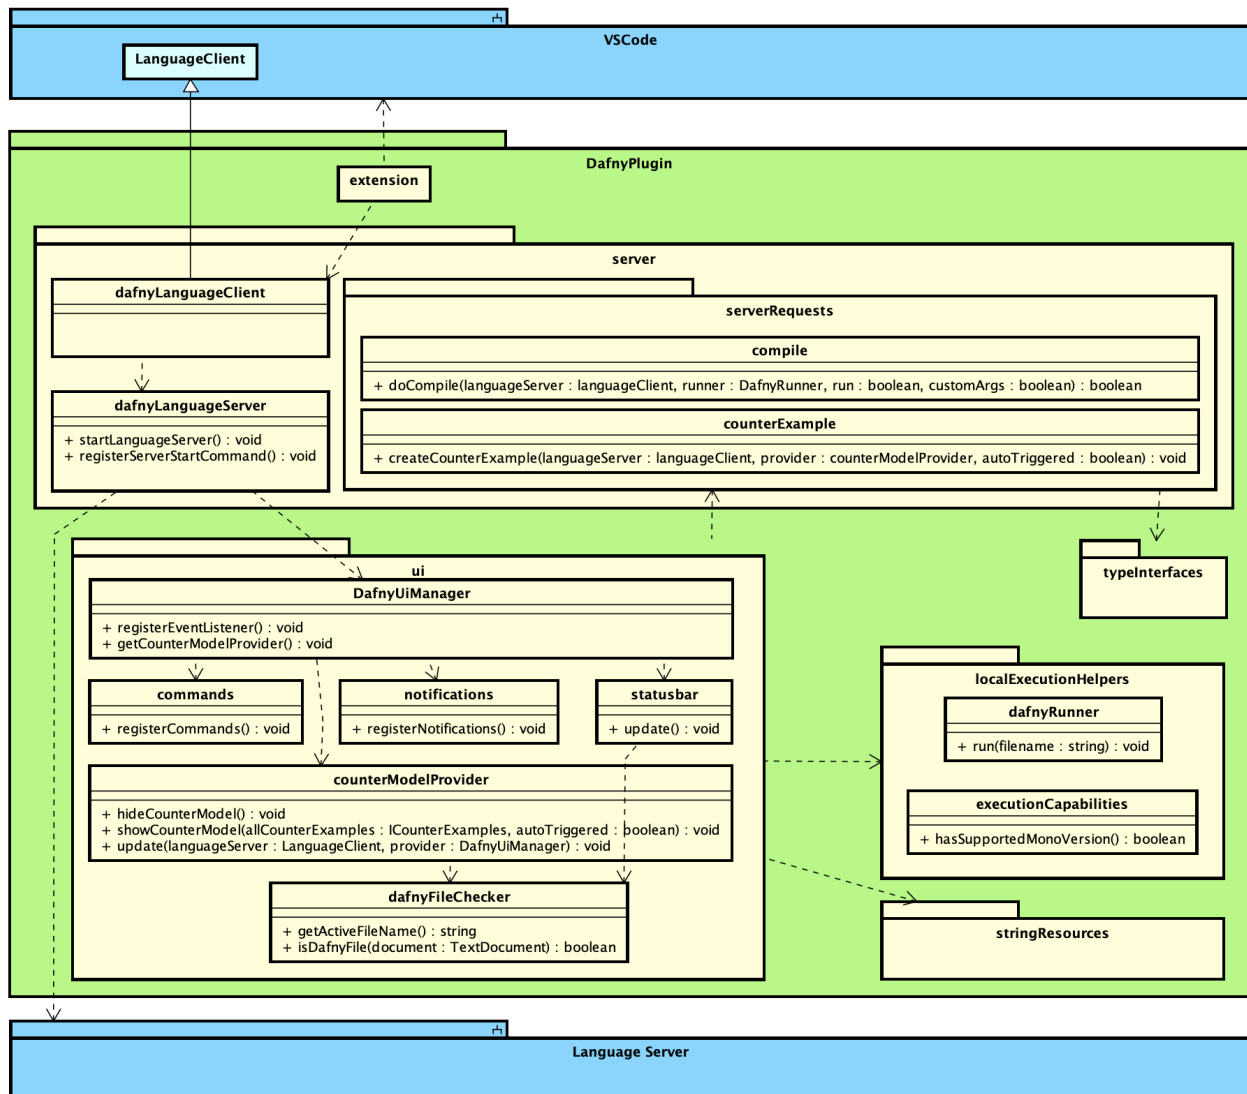 VSCode
LanguageClient
DafnyPlugin
extension
server
dafnyLanguageClient
serverRequests
compile
+ doCompile(languageServer : languageClient, runner : DafnyRunner, run : boolean, customArgs : boolean) : boolean
dafnyLanguageServer
+ startLanguageServer() : void
+ registerServerStartCommand() : void
counterExample
+ createCounterExample(languageServer : languageClient, provider : counterModelProvider, autoTriggered : boolean) : void
typeInterfaces
ui
DafnyUiManager
+ registerEventListener() : void
+ getCounterModelProvider() : void
commands
+ registerCommands() : void
notifications
+ registerNotifications() : void
statusbar
+ update() : void
localExecutionHelpers
dafnyRunner
+ run(filename : string) : void
executionCapabilities
+ hasSupportedMonoVersion() : boolean
counterModelProvider
+ hideCounterModel() : void
+ showCounterModel(allCounterExamples : ICounterExamples, autoTriggered : boolean) : void
+ update(languageServer : LanguageClient, provider : DafnyUiManager) : void
dafnyFileChecker
+ getActiveFileName() : string
+ isDafnyFile(document : TextDocument) : boolean
stringResources
Language Server